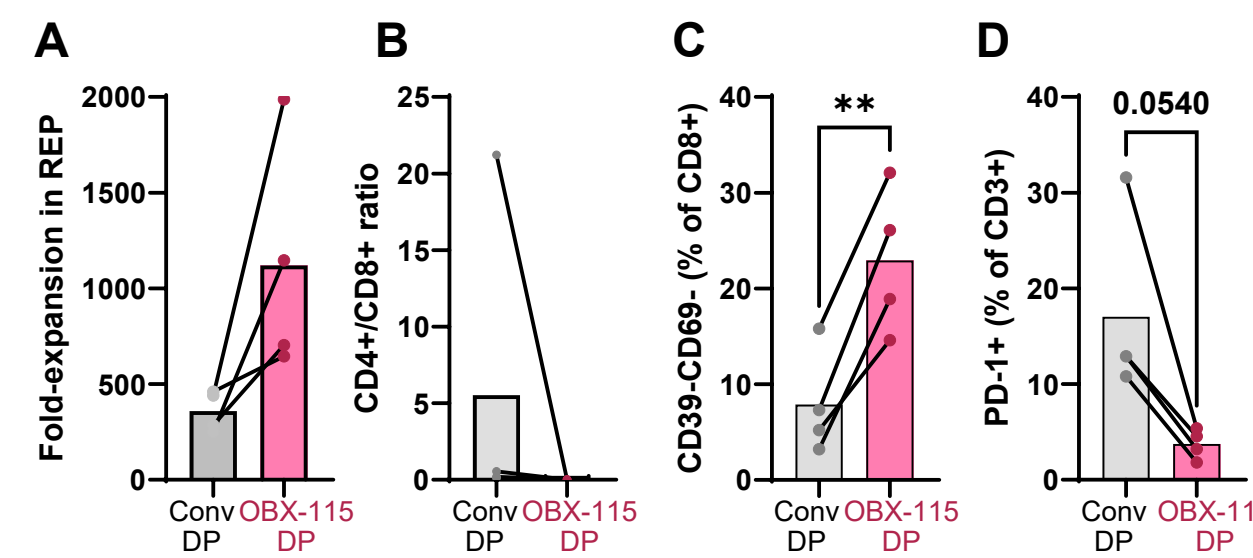 A
Fold-expansion in REP
2000
1500
1000
500
0
Conv OBX-115
DP DP
B
CD4+/CD8+ ratio
25
20
15
10
5
0
Conv OBX-115
DP DP
C
CD39-CD69- (% of CD8+)
40
30
20
10
0
**
Conv OBX-115
DP DP
D
PD-1+ (% of CD3+)
40
30
20
10
0
0.0540
Conv OBX-11
DP DP